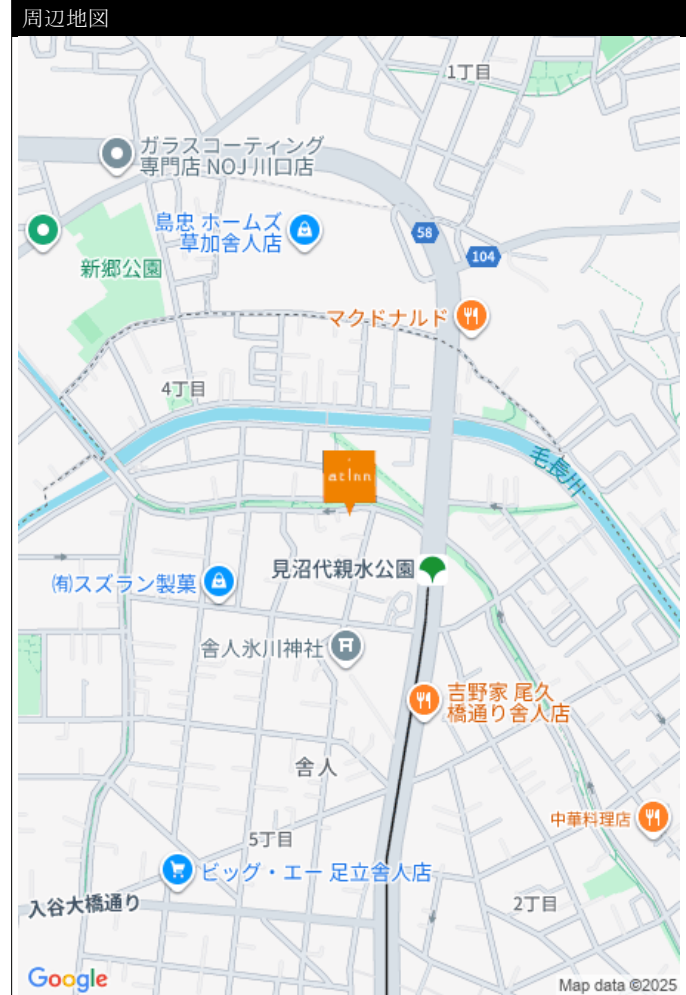 周辺地図
1丁目
ガラスコーティング
専門店 NOJ 川口店
島忠 ホームズ
草加舎人店
58
104
新郷公園
マクドナルド
4丁目
毛長川
atinn
見沼代親水公園
㈲スズラン製菓
舎人氷川神社
吉野家 尾久
橋通り舎人店
舎人
中華料理店
5丁目
ビッグ・エー 足立舎人店
2丁目
入谷大橋通り
Google
Map data ©2025